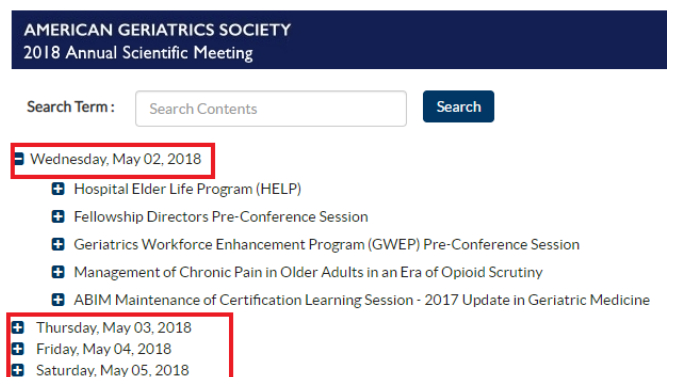 AMERICAN GERIATRICS SOCIETY
2018 Annual Scientific Meeting
Search Term : Search Contents Search
Wednesday, May 02, 2018
Hospital Elder Life Program (HELP)
Fellowship Directors Pre-Conference Session
Geriatrics Workforce Enhancement Program (GWEP) Pre-Conference Session
Management of Chronic Pain in Older Adults in an Era of Opioid Scrutiny
ABIM Maintenance of Certification Learning Session - 2017 Update in Geriatric Medicine
Thursday, May 03, 2018
Friday, May 04, 2018
Saturday, May 05, 2018